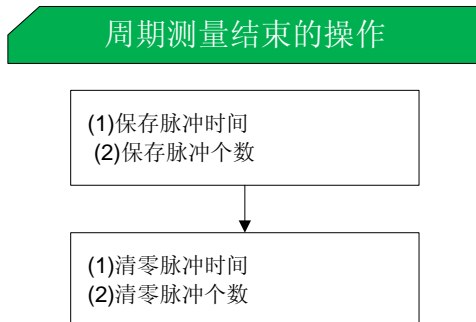 周期测量结束的操作
(1)保存脉冲时间
(2)保存脉冲个数
(1)清零脉冲时间
(2)清零脉冲个数